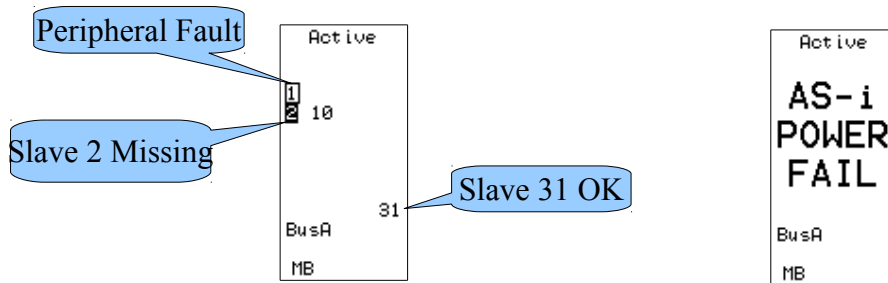 Peripheral Fault
Active
1
2 10
Slave 2 Missing
31
Slave 31 OK
BusA
MB
Active
AS-i
POWER
FAIL
BusA
MB